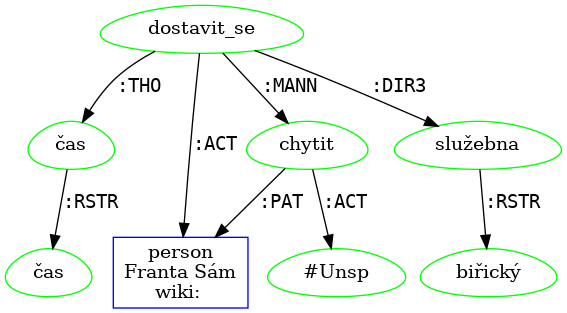 dostavit_se
:THO
:MANN
:DIR3
čas
:ACT
chytit
služebna
:RSTR
:PAT
:ACT
:RSTR
čas
person
Franta Sám
wiki:
#Unsp
biřický